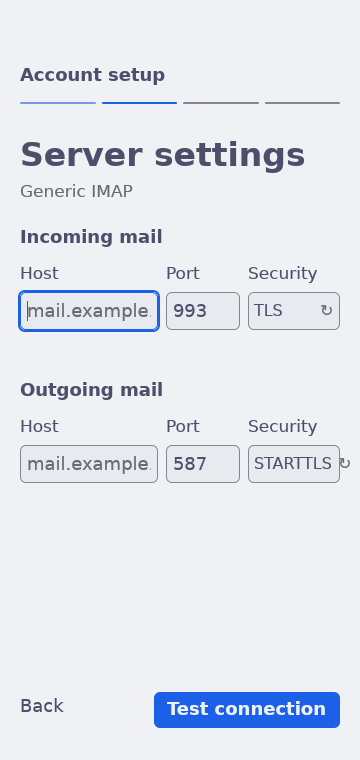 Account setup
Server settings
Generic IMAP
Incoming mail
Host Port Security
mail.example. 993 TLS ↻
Outgoing mail
Host Port Security
mail.example. 587 STARTTLS ↻
Back Test connection